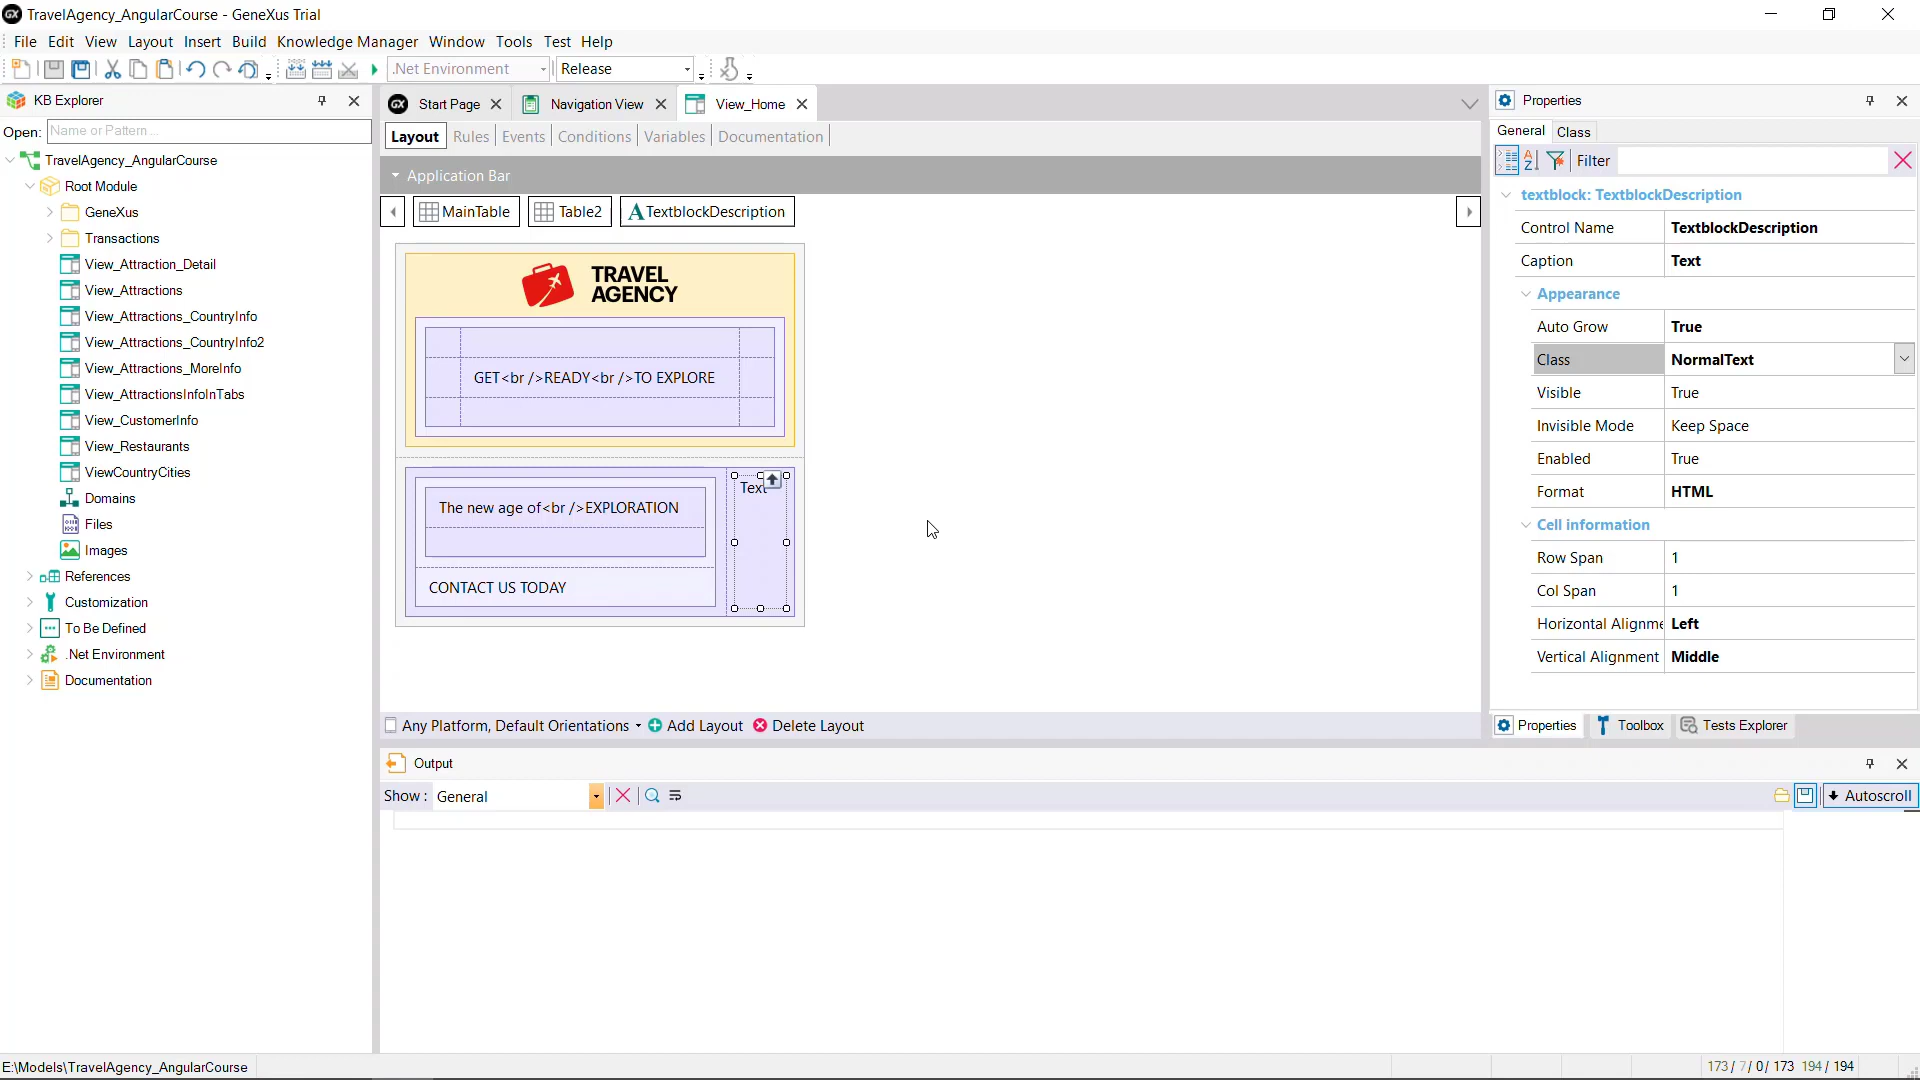 TravelAgency_AngularCourse - GeneXus Trial
File Edit View Layout Insert Build Knowledge Manager Window Tools Test Help
.Net Environment Release
KB Explorer
Open: Name or Pattern ...
TravelAgency_AngularCourse
Root Module
GeneXus
Transactions
View_Attraction_Detail
View_Attractions
View_Attractions_CountryInfo
View_Attractions_CountryInfo2
View_Attractions_MoreInfo
View_AttractionsInfoInTabs
View_CustomerInfo
View_Restaurants
ViewCountryCities
Domains
Files
Images
References
Customization
To Be Defined
.Net Environment
Documentation
Start Page Navigation View View_Home
Layout Rules Events Conditions Variables Documentation
Application Bar
MainTable Table2 A TextblockDescription
TRAVEL
AGENCY
GET<br />READY<br />TO EXPLORE
The new age of<br />EXPLORATION
Text
CONTACT US TODAY
Any Platform, Default Orientations Add Layout Delete Layout
Output
Show : General
Autoscroll
Properties
General Class
Filter
textblock: TextblockDescription
Control Name TextblockDescription
Caption Text
Appearance
Auto Grow True
Class NormalText
Visible True
Invisible Mode Keep Space
Enabled True
Format HTML
Cell information
Row Span 1
Col Span 1
Horizontal Alignme Left
Vertical Alignment Middle
Properties Toolbox Tests Explorer
E:\Models\TravelAgency_AngularCourse
173/ 7/ 0/ 173 194 / 194